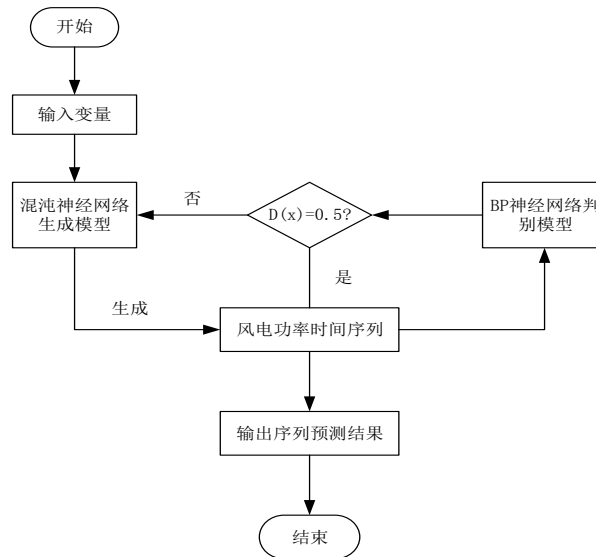 开始
输入变量
混沌神经网络
生成模型
否
D(x)=0.5?
BP神经网络判
别模型
是
生成
风电功率时间序列
输出序列预测结果
结束